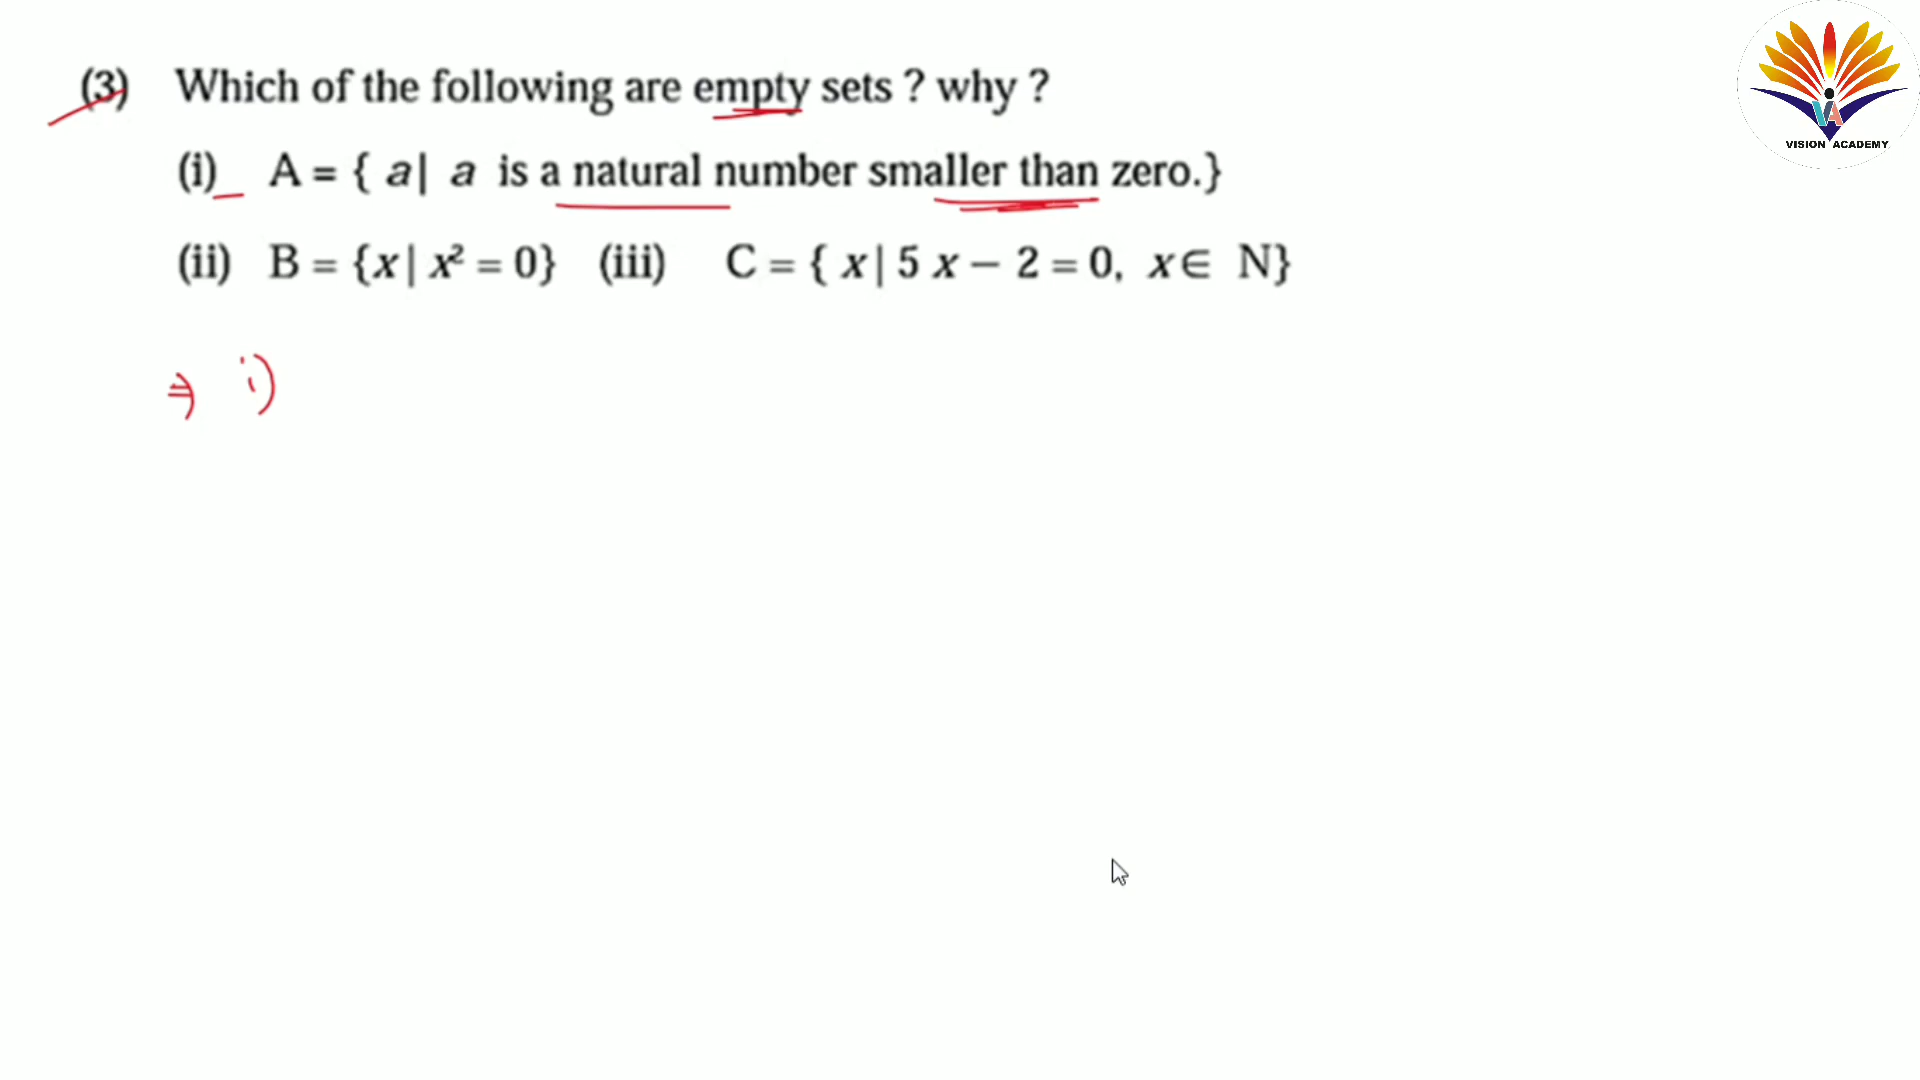 (3) Which of the following are empty sets ? why ?
(i) A = { a| a is a natural number smaller than zero.}
(ii) B = {x| x² = 0} (iii) C = { x| 5 x − 2 = 0, x∈ N}
⇒ i)
VISION ACADEMY
VA